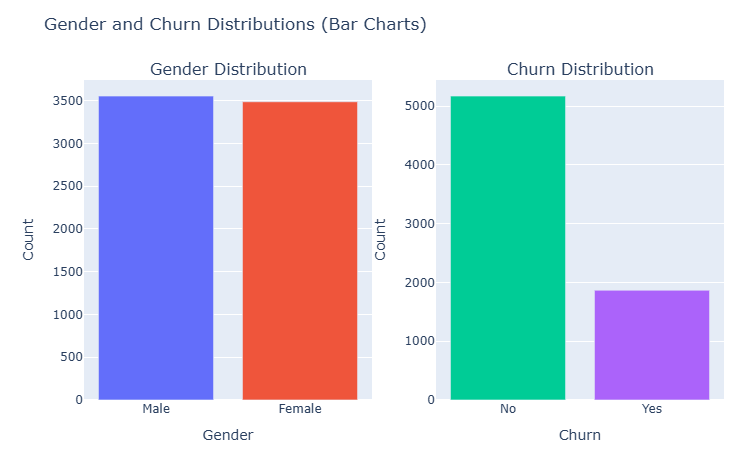 Gender and Churn Distributions (Bar Charts)
Gender Distribution
Count
3500
3000
2500
2000
1500
1000
500
0
Male Female
Gender
Churn Distribution
Count
5000
4000
3000
2000
1000
0
No Yes
Churn